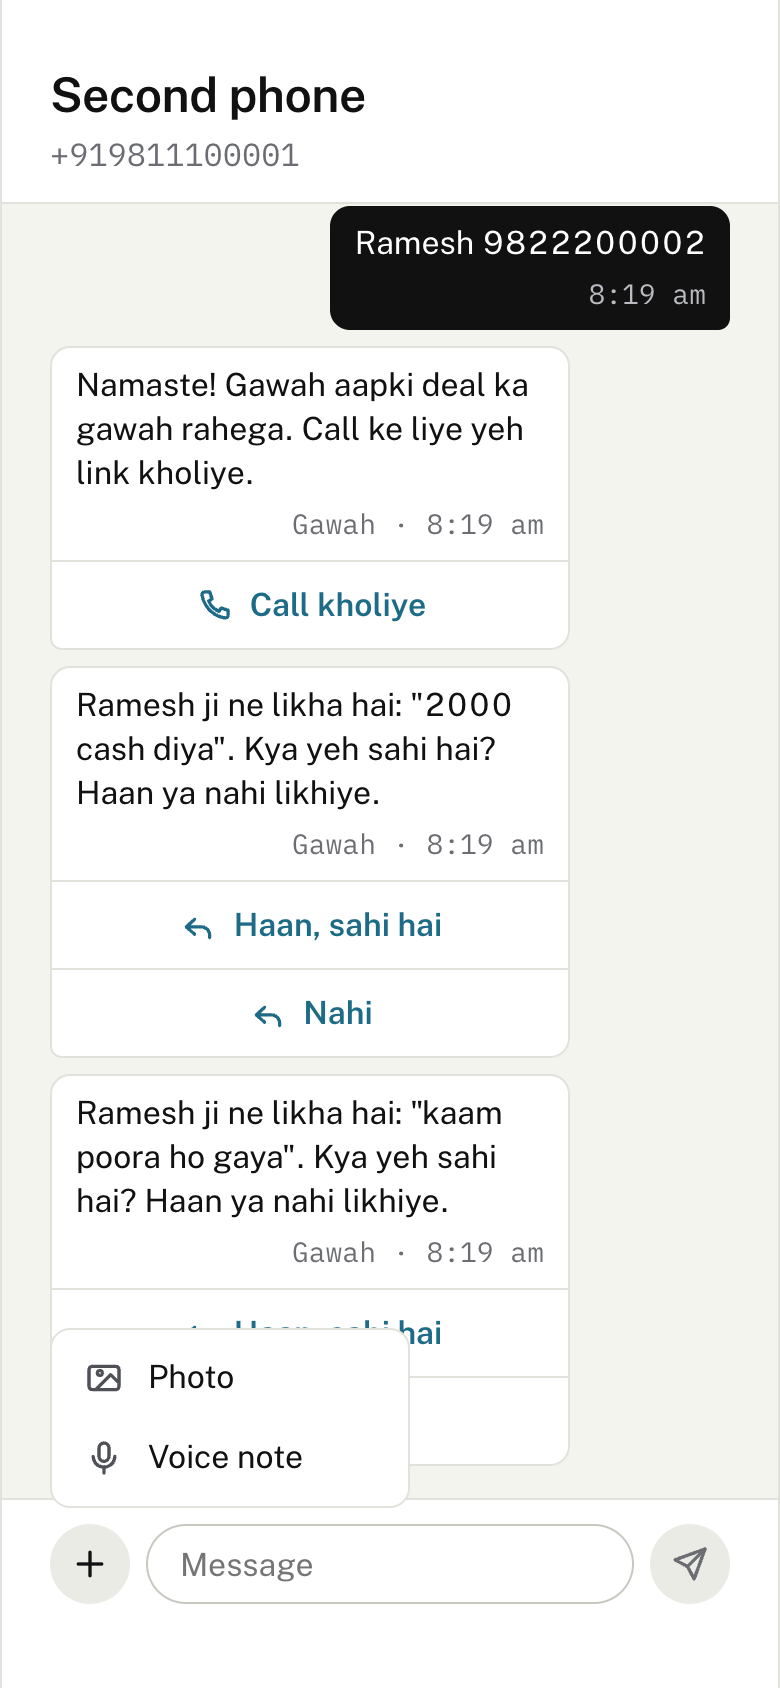 Second phone
+919811100001
Ramesh 9822200002
8:19 am
Namaste! Gawah aapki deal ka
gawah rahega. Call ke liye yeh
link kholiye.
Gawah · 8:19 am
Call kholiye
Ramesh ji ne likha hai: "2000
cash diya". Kya yeh sahi hai?
Haan ya nahi likhiye.
Gawah · 8:19 am
Haan, sahi hai
Nahi
Ramesh ji ne likha hai: "kaam
poora ho gaya". Kya yeh sahi
hai? Haan ya nahi likhiye.
Gawah · 8:19 am
Haan, sahi hai
Photo
Voice note
Message